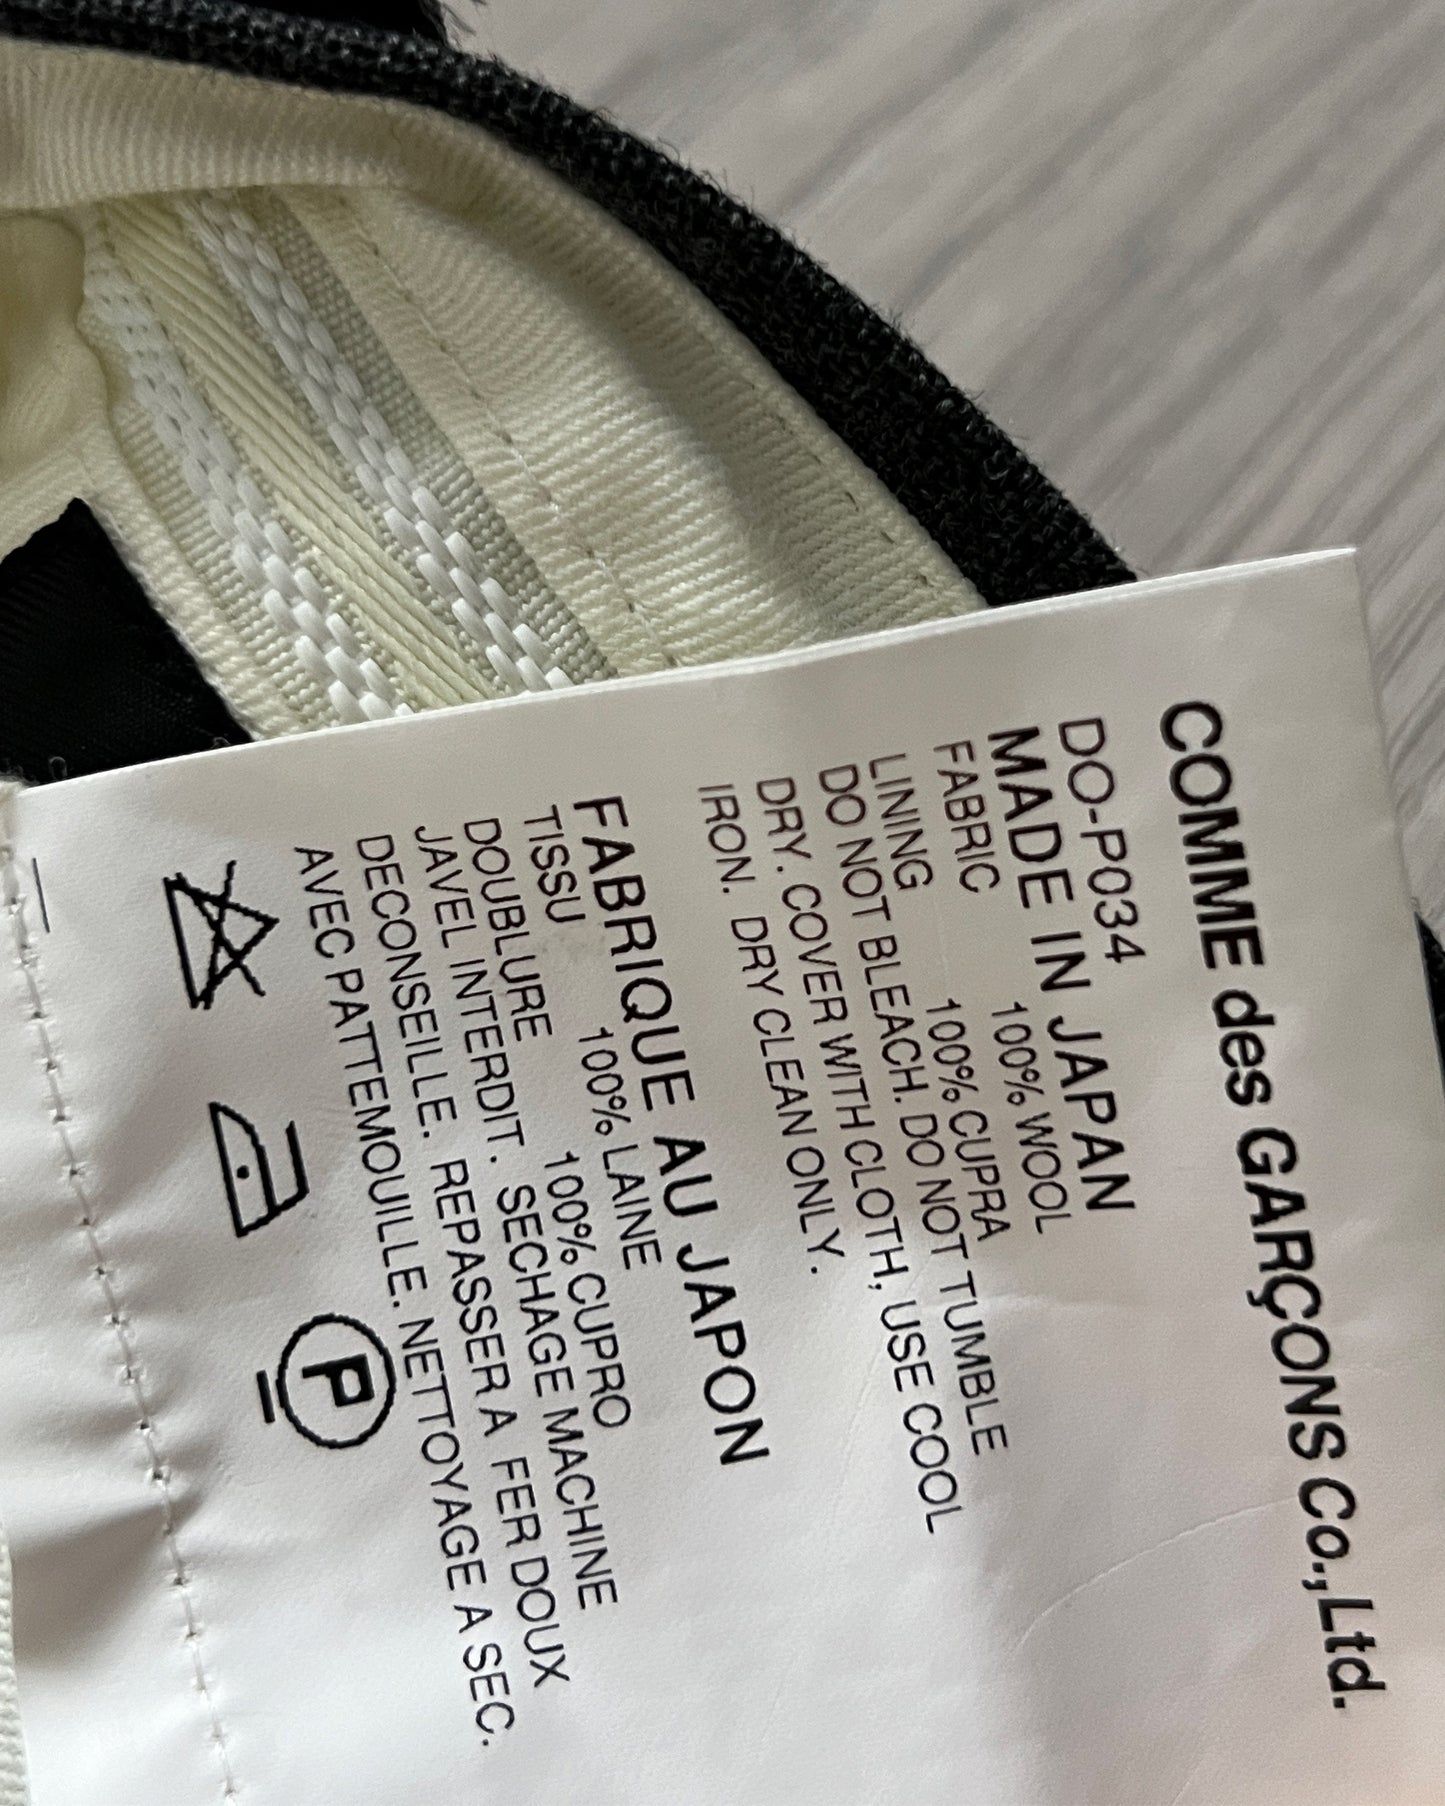 COMME des GARÇONS Co.,Ltd.
DO-P034
MADE IN JAPAN
FABRIC 100% WOOL
LINING 100% CUPRA
DO NOT BLEACH. DO NOT TUMBLE
DRY. COVER WITH CLOTH, USE COOL
IRON. DRY CLEAN ONLY.
FABRIQUE AU JAPON
TISSU 100% LAINE
DOUBLURE 100% CUPRO
JAVEL INTERDIT. SECHAGE MACHINE
DECONSEILLE. REPASSER A FER DOUX
AVEC PATTEMOUILLE. NETTOYAGE A SEC.
P